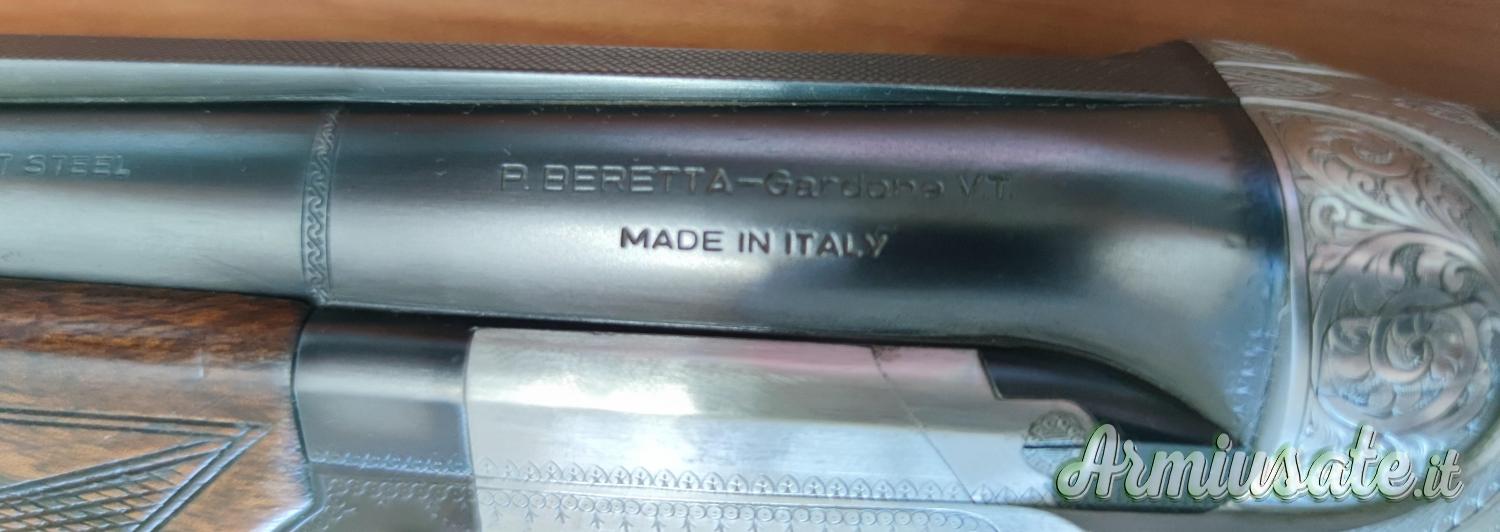 T STEEL
P. BERETTA-Gardone V.T.
MADE IN ITALY
Armiusate.it